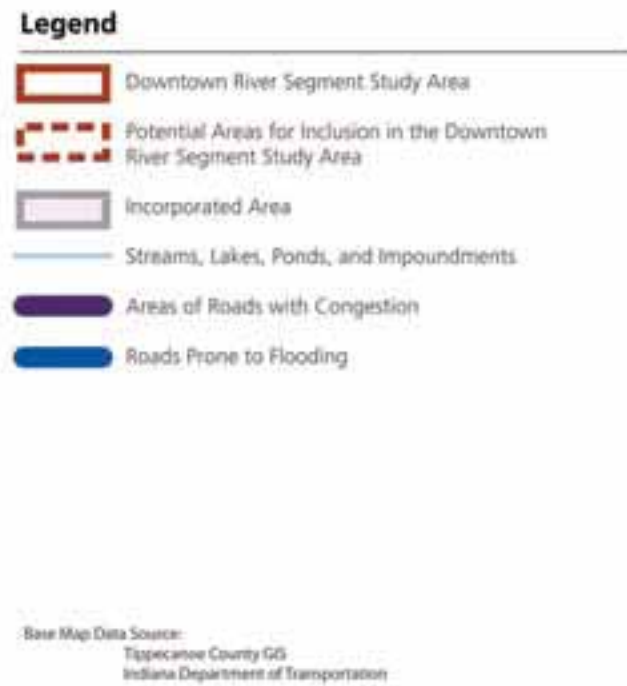 Legend
Downtown River Segment Study Area
Potential Areas for Inclusion in the Downtown
River Segment Study Area
Incorporated Area
Streams, Lakes, Ponds, and Impoundments
Areas of Roads with Congestion
Roads Prone to Flooding
Base Map Data Source:
Tippecanoe County GIS
Indiana Department of Transportation